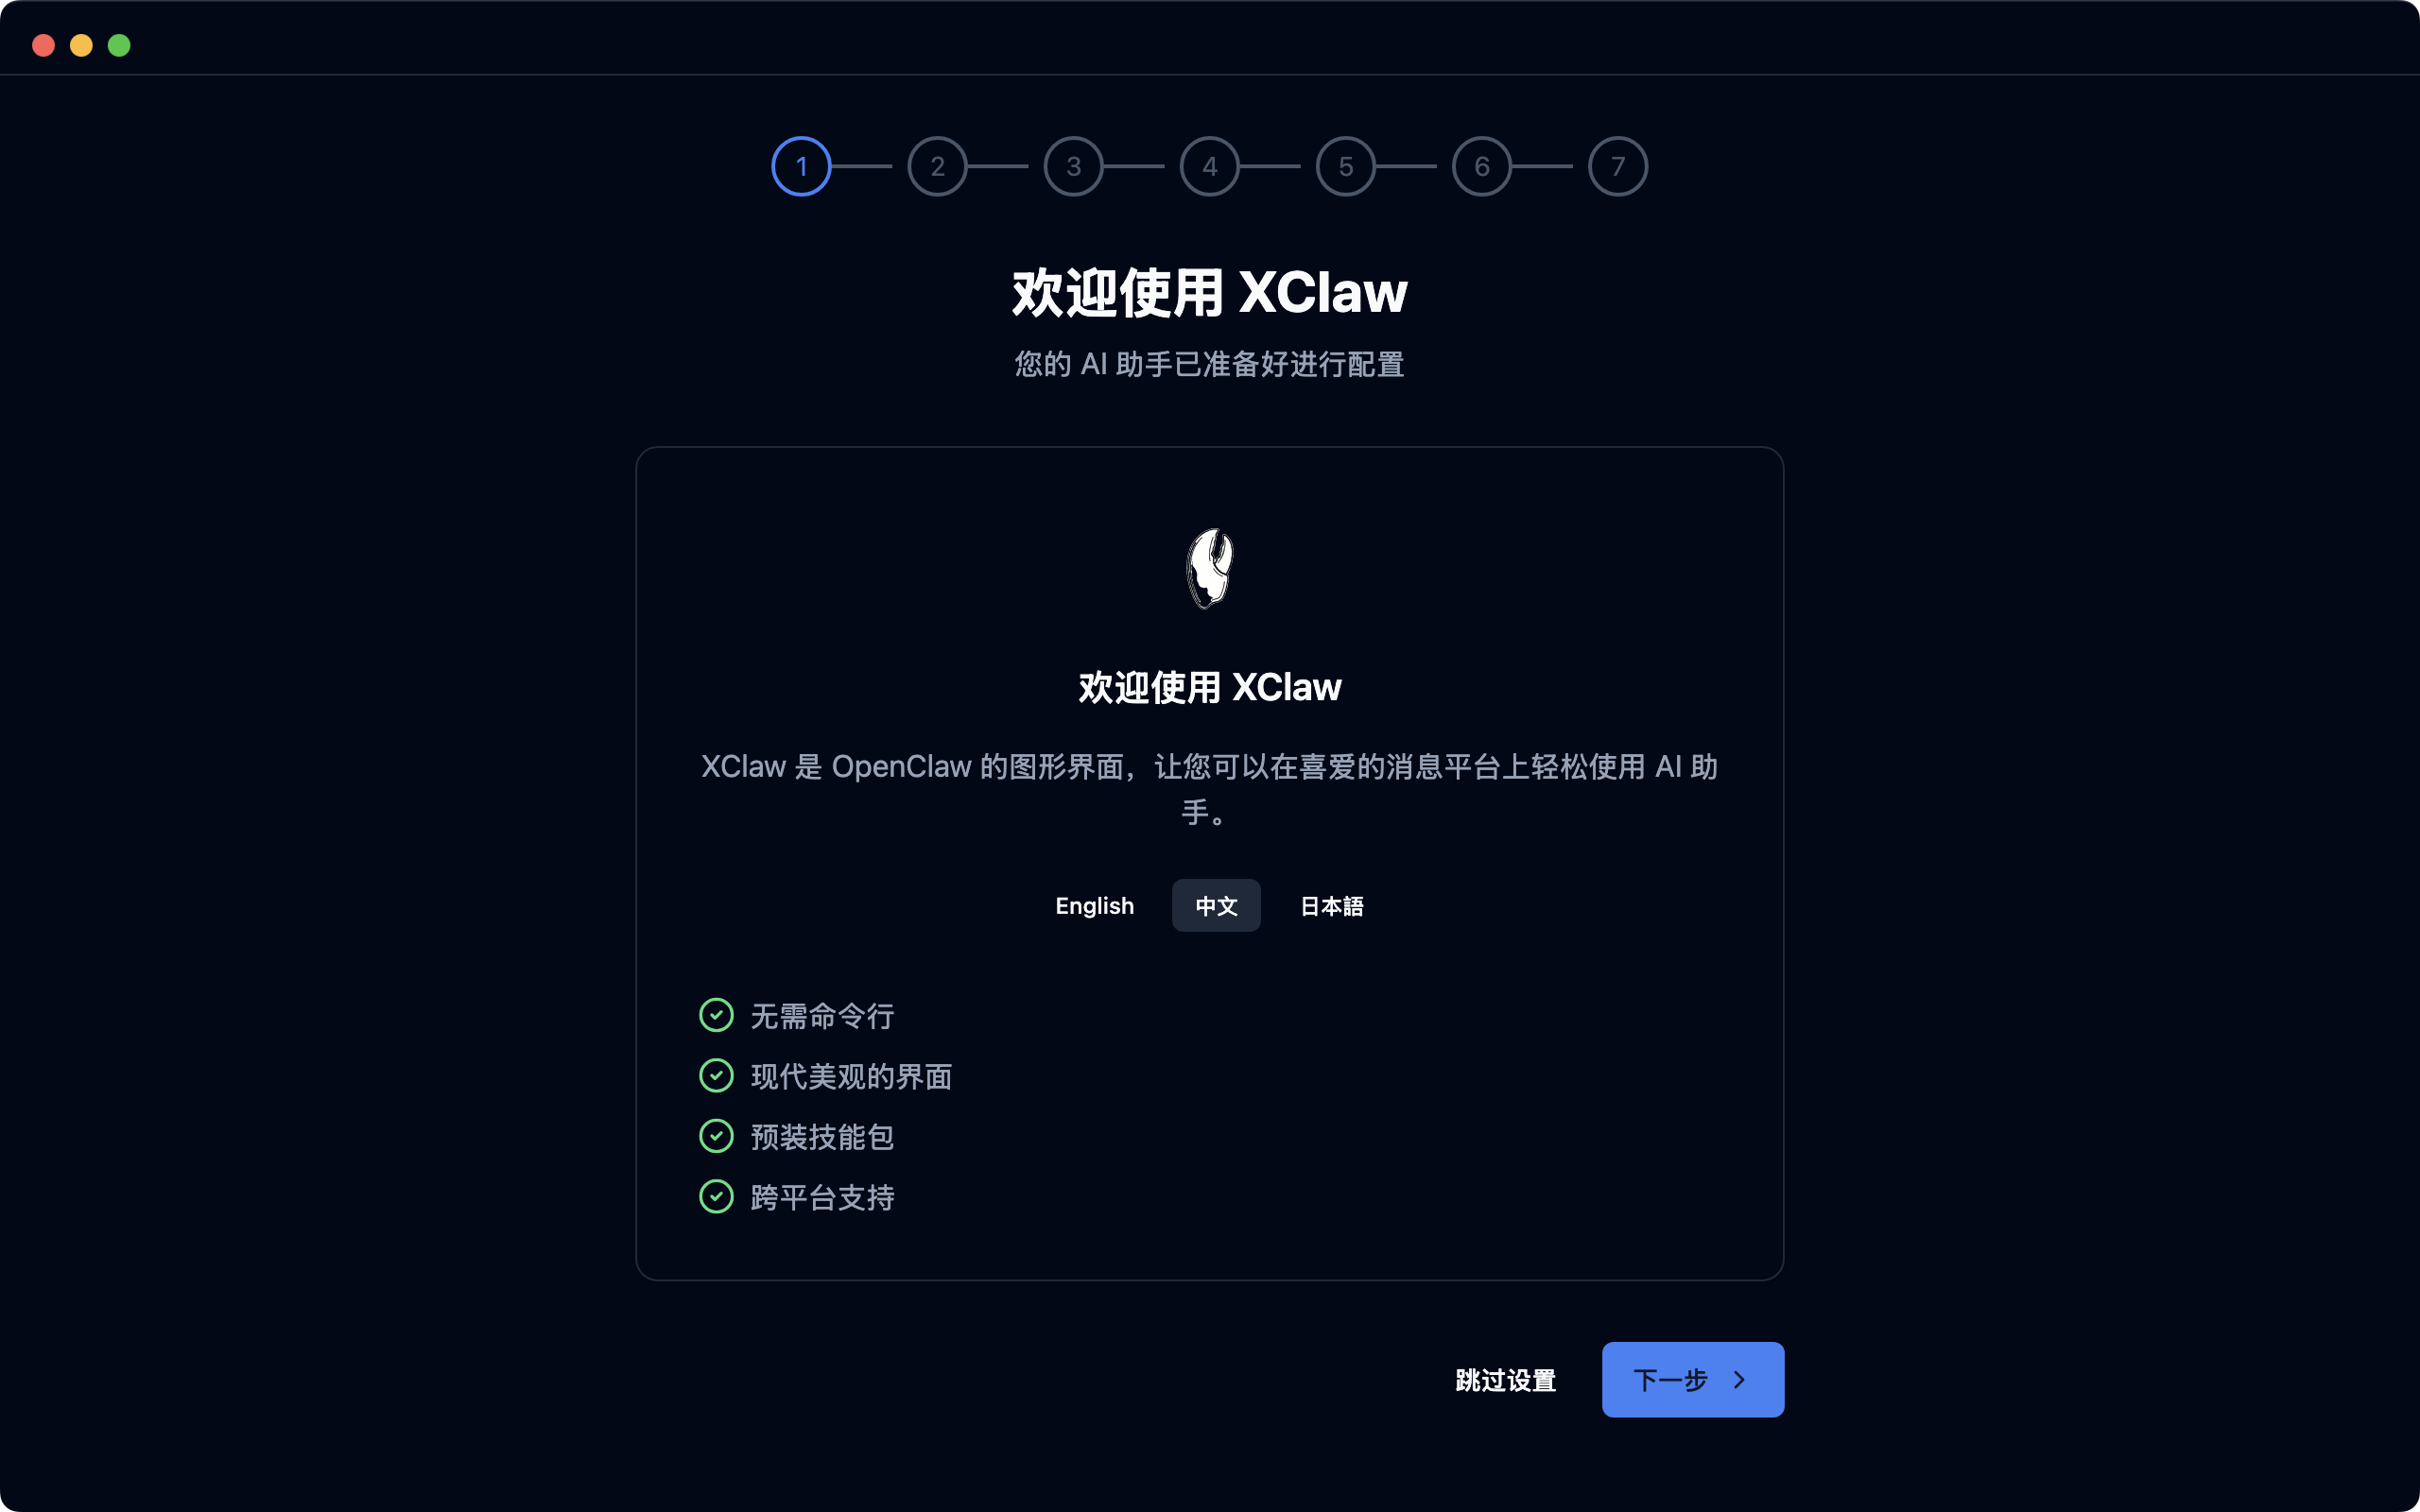 1 2 3 4 5 6 7
欢迎使用 XClaw
您的 AI 助手已准备好进行配置
欢迎使用 XClaw
XClaw 是 OpenClaw 的图形界面，让您可以在喜爱的消息平台上轻松使用 AI 助
手。
English 中文 日本語
无需命令行
现代美观的界面
预装技能包
跨平台支持
跳过设置 下一步